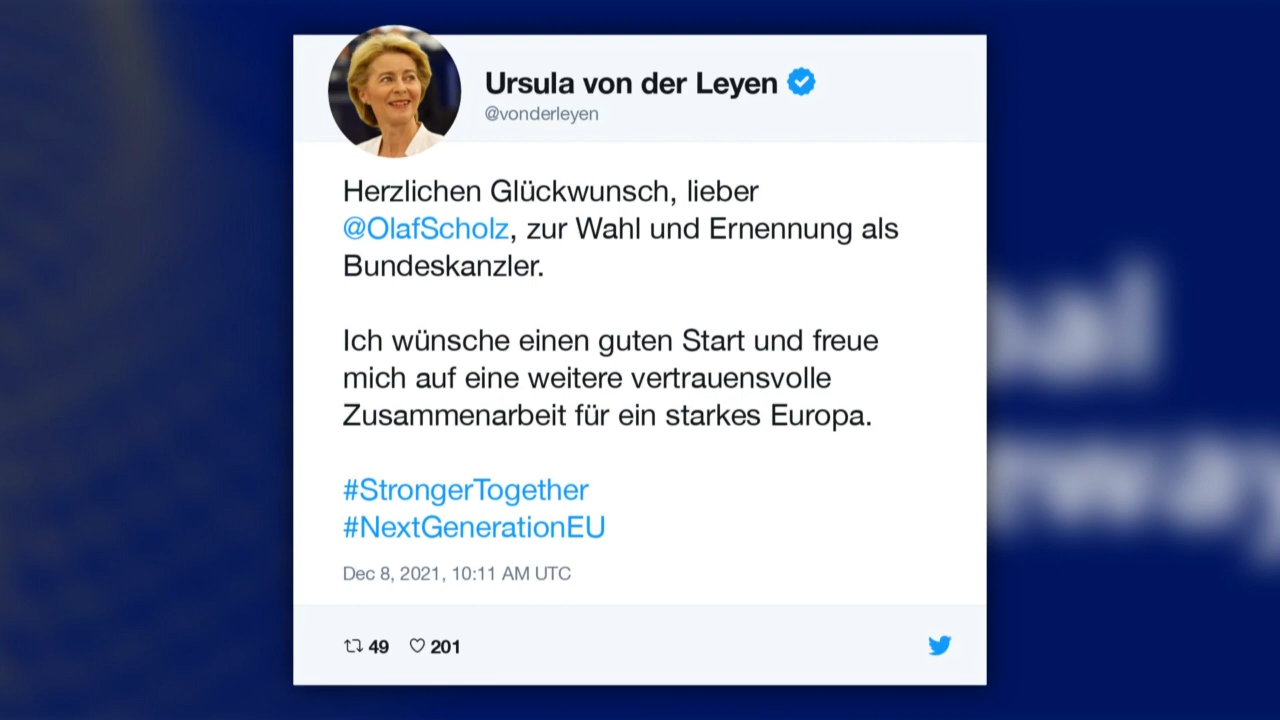 Ursula von der Leyen
@vonderleyen
Herzlichen Glückwunsch, lieber
@OlafScholz, zur Wahl und Ernennung als
Bundeskanzler.
Ich wünsche einen guten Start und freue
mich auf eine weitere vertrauensvolle
Zusammenarbeit für ein starkes Europa.
#StrongerTogether
#NextGenerationEU
Dec 8, 2021, 10:11 AM UTC
49 201